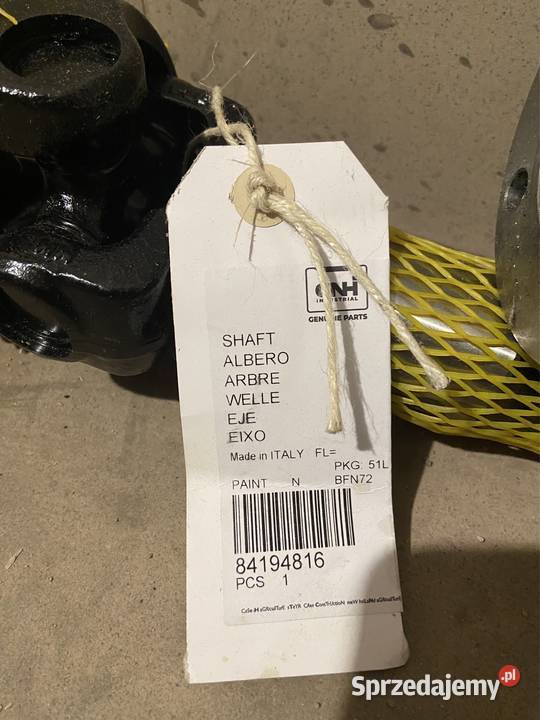 CNH
INDUSTRIAL
GENUINE PARTS
SHAFT
ALBERO
ARBRE
WELLE
EJE
EIXO
Made in ITALY FL=
PKG: 51L
PAINT N BFN72
84194816
PCS 1
Sprzedajemy.pl